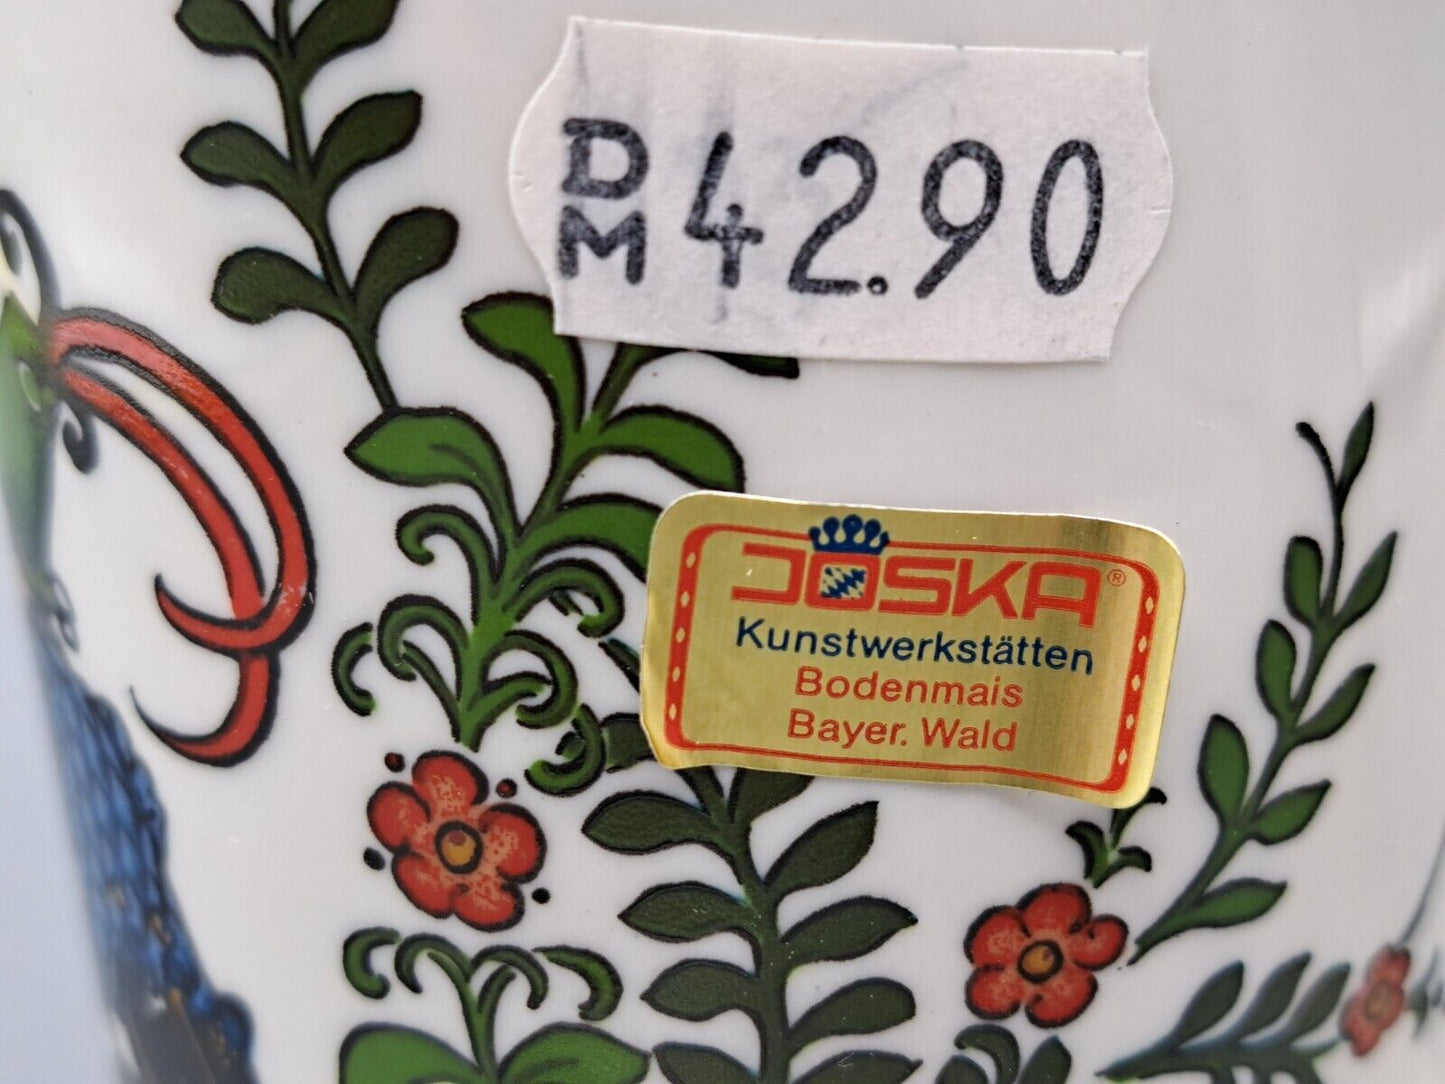 DM 42.90
JOSKA®
Kunstwerkstätten
Bodenmais
Bayer. Wald